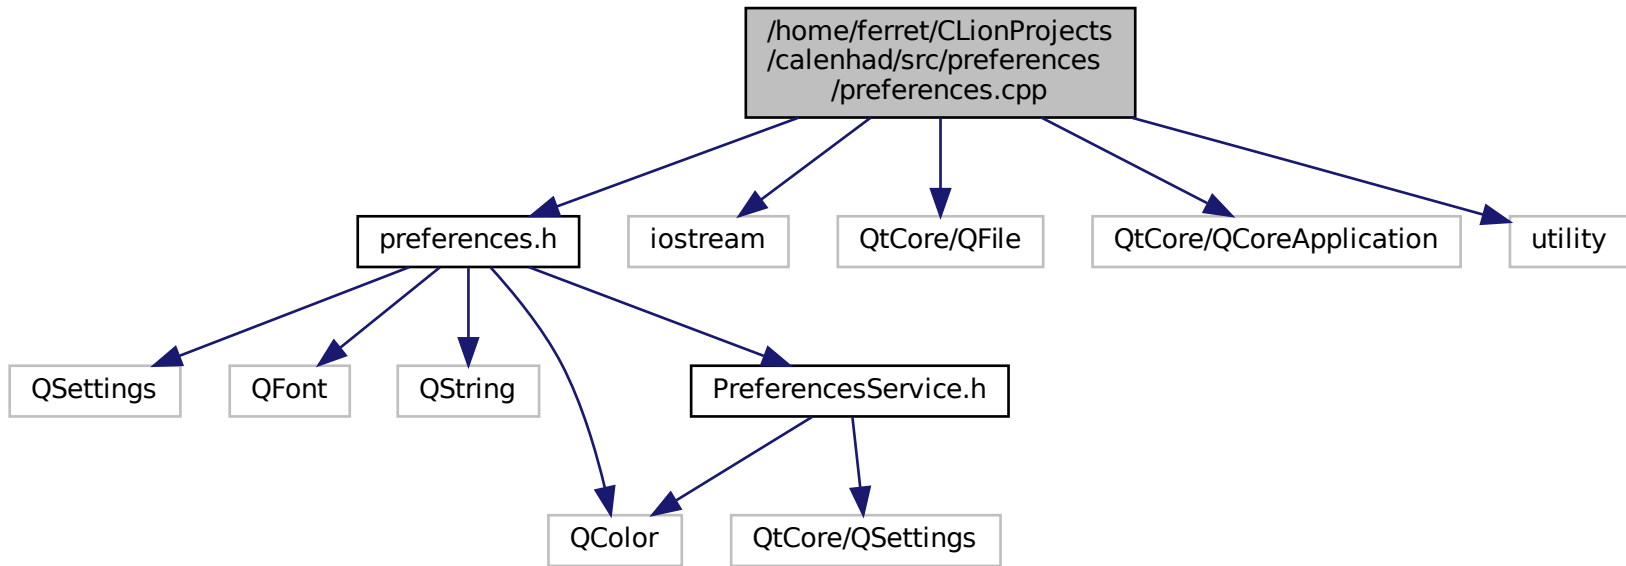 /home/ferret/CLionProjects
/calenhad/src/preferences
/preferences.cpp
preferences.h
iostream
QtCore/QFile
QtCore/QCoreApplication
utility
QSettings
QFont
QString
PreferencesService.h
QColor
QtCore/QSettings